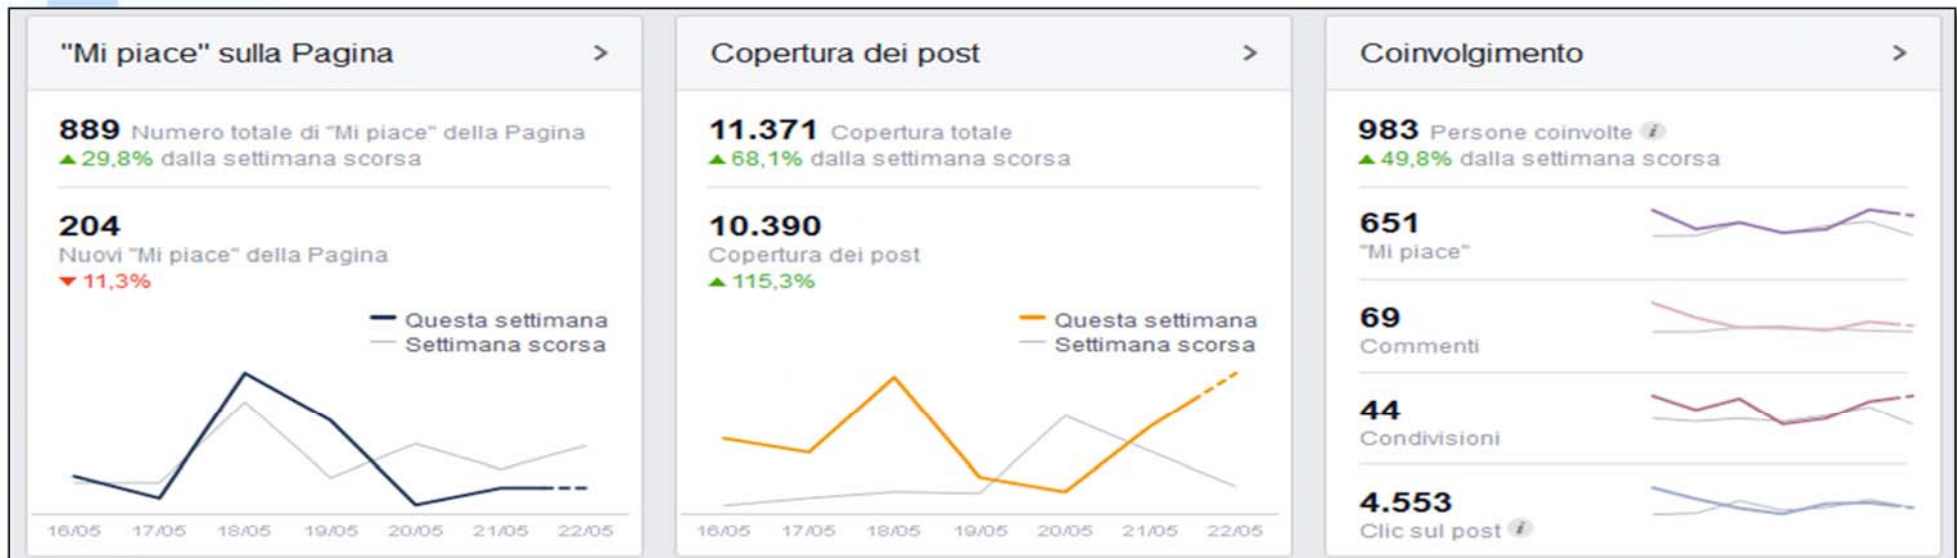 "Mi piace" sulla Pagina >
889 Numero totale di "Mi piace" della Pagina
▲ 29,8% dalla settimana scorsa
204
Nuovi "Mi piace" della Pagina
▼ 11,3%
Questa settimana
Settimana scorsa
16/05 17/05 18/05 19/05 20/05 21/05 22/05
Copertura dei post >
11.371 Copertura totale
▲ 68,1% dalla settimana scorsa
10.390
Copertura dei post
▲ 115,3%
Questa settimana
Settimana scorsa
16/05 17/05 18/05 19/05 20/05 21/05 22/05
Coinvolgimento >
983 Persone coinvolte i
▲ 49,8% dalla settimana scorsa
651
"Mi piace"
69
Commenti
44
Condivisioni
4.553
Clic sul post i